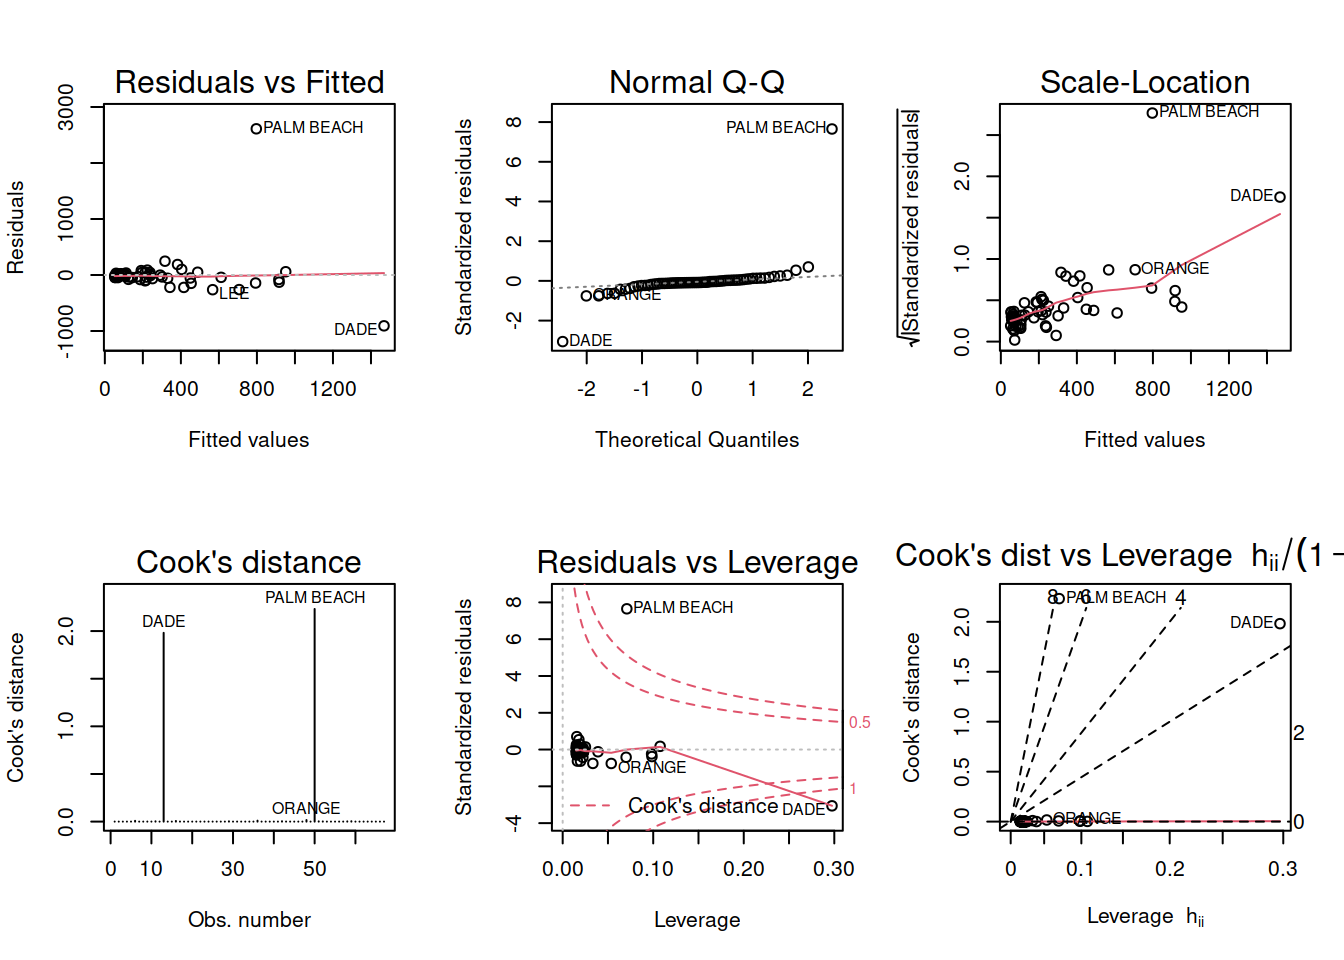 Residuals vs Fitted
Residuals
3000
1000
0
-1000
PALM BEACH
LEE
DADE
0 400 800 1200
Fitted values
Normal Q-Q
Standardized residuals
8
6
4
2
0
-2
PALM BEACH
ORANGE
DADE
-2 -1 0 1 2
Theoretical Quantiles
Scale-Location
√|Standardized residuals|
2.0
1.0
0.0
PALM BEACH
DADE
ORANGE
0 400 800 1200
Fitted values
Cook's distance
Cook's distance
2.0
1.0
0.0
PALM BEACH
DADE
ORANGE
0 10 30 50
Obs. number
Residuals vs Leverage
Standardized residuals
8
6
4
2
0
-4
PALM BEACH
0.5
ORANGE
1
Cook's distance
DADE
0.00 0.10 0.20 0.30
Leverage
Cook's dist vs Leverage hii/(1 −
Cook's distance
2.0
1.5
1.0
0.5
0.0
8 PALM BEACH
6
4
DADE
2
ORANGE
0
0 0.1 0.2 0.3
Leverage hii